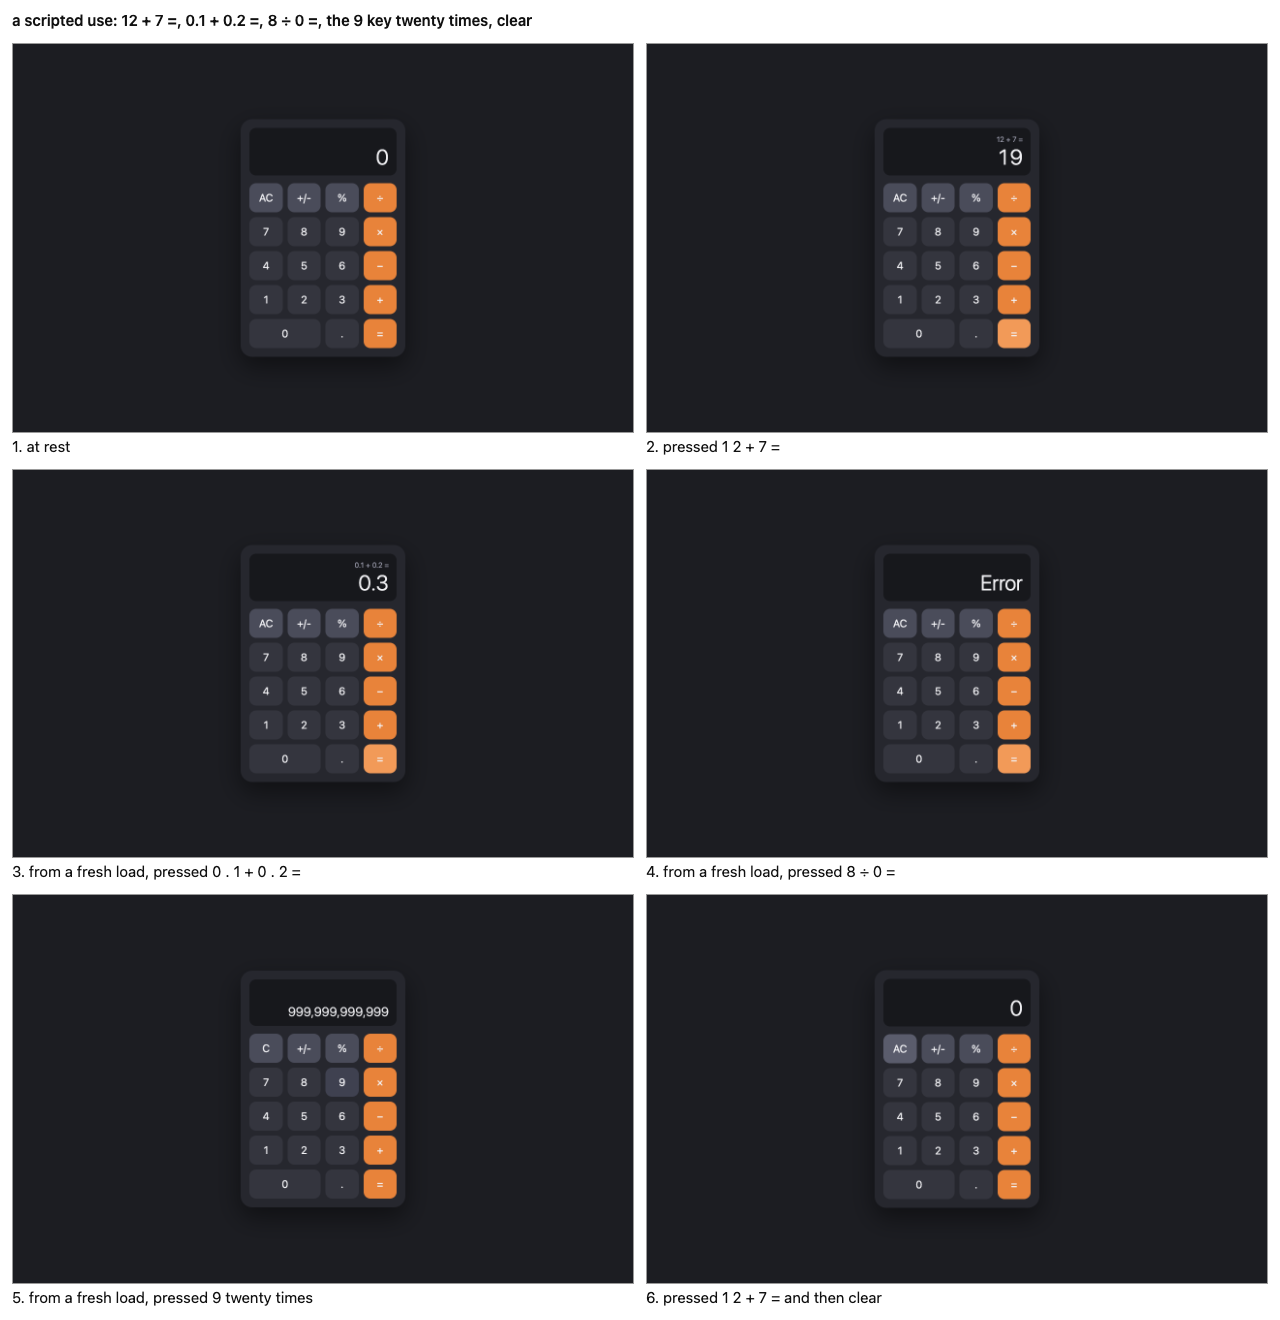 a scripted use: 12 + 7 =, 0.1 + 0.2 =, 8 ÷ 0 =, the 9 key twenty times, clear
0
AC +/- % ÷
7 8 9 ×
4 5 6 −
1 2 3 +
0 . =
1. at rest
12 + 7 =
19
AC +/- % ÷
7 8 9 ×
4 5 6 −
1 2 3 +
0 . =
2. pressed 1 2 + 7 =
0.1 + 0.2 =
0.3
AC +/- % ÷
7 8 9 ×
4 5 6 −
1 2 3 +
0 . =
3. from a fresh load, pressed 0 . 1 + 0 . 2 =
Error
AC +/- % ÷
7 8 9 ×
4 5 6 −
1 2 3 +
0 . =
4. from a fresh load, pressed 8 ÷ 0 =
999,999,999,999
C +/- % ÷
7 8 9 ×
4 5 6 −
1 2 3 +
0 . =
5. from a fresh load, pressed 9 twenty times
0
AC +/- % ÷
7 8 9 ×
4 5 6 −
1 2 3 +
0 . =
6. pressed 1 2 + 7 = and then clear